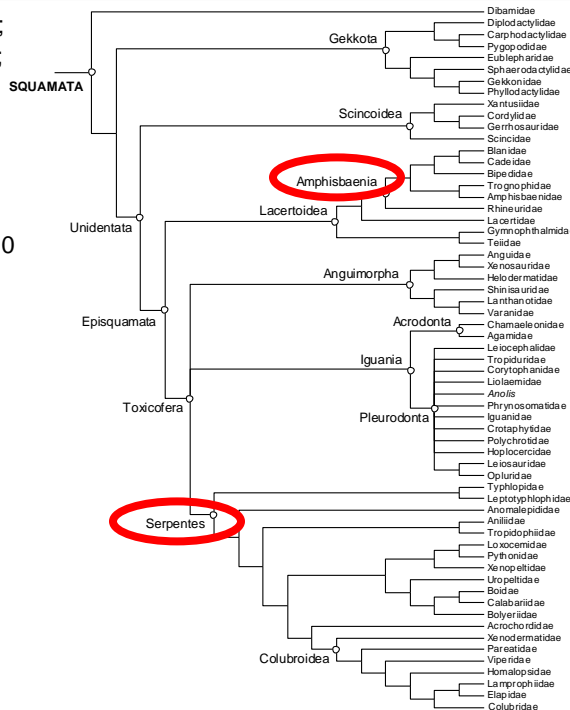 ;
;
SQUAMATA
Unidentata
0
Episquamata
Toxicofera
Gekkota
Scincoidea
Amphisbaenia
Lacertoidea
Anguimorpha
Acrodonta
Iguania
Pleurodonta
Serpentes
Colubroidea
Dibamidae
Diplodactylidae
Carphodactylidae
Pygopodidae
Eublepharidae
Sphaerodactylidae
Gekkonidae
Phyllodactylidae
Xantusiidae
Cordylidae
Gerrhosauridae
Scincidae
Blanidae
Cadeidae
Bipedidae
Trognophidae
Amphisbaenidae
Rhineuridae
Lacertidae
Gymnophthalmida
Teiidae
Anguidae
Xenosauridae
Helodermatidae
Shinisauridae
Lanthanotidae
Varanidae
Chamaeleonidae
Agamidae
Leiocephalidae
Tropiduridae
Corytophanidae
Liolaemidae
Anolis
Phrynosomatidae
Iguanidae
Crotaphytidae
Polychrotidae
Hoplocercidae
Leiosauridae
Opluridae
Typhlopidae
Leptotyphlophidae
Anomalepididae
Aniliidae
Tropidophiidae
Loxocemidae
Pythonidae
Xenopeltidae
Uropeltidae
Boidae
Calabariidae
Bolyeriidae
Acrochordidae
Xenodermatidae
Pareatidae
Viperidae
Homalopsidae
Lamprophiidae
Elapidae
Colubridae